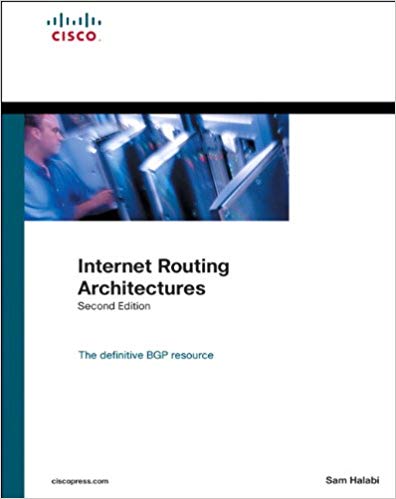 CISCO
Internet Routing
Architectures
Second Edition
The definitive BGP resource
ciscopress.com
Sam Halabi